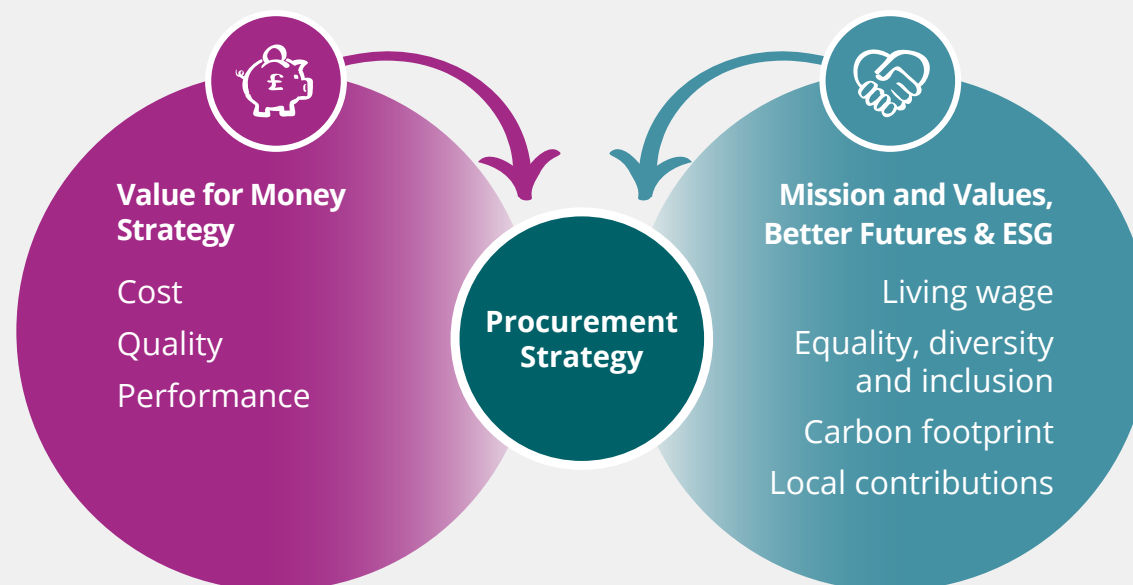 £
Value for Money
Strategy
Cost
Quality
Performance
Procurement
Strategy
Mission and Values,
Better Futures & ESG
Living wage
Equality, diversity
and inclusion
Carbon footprint
Local contributions